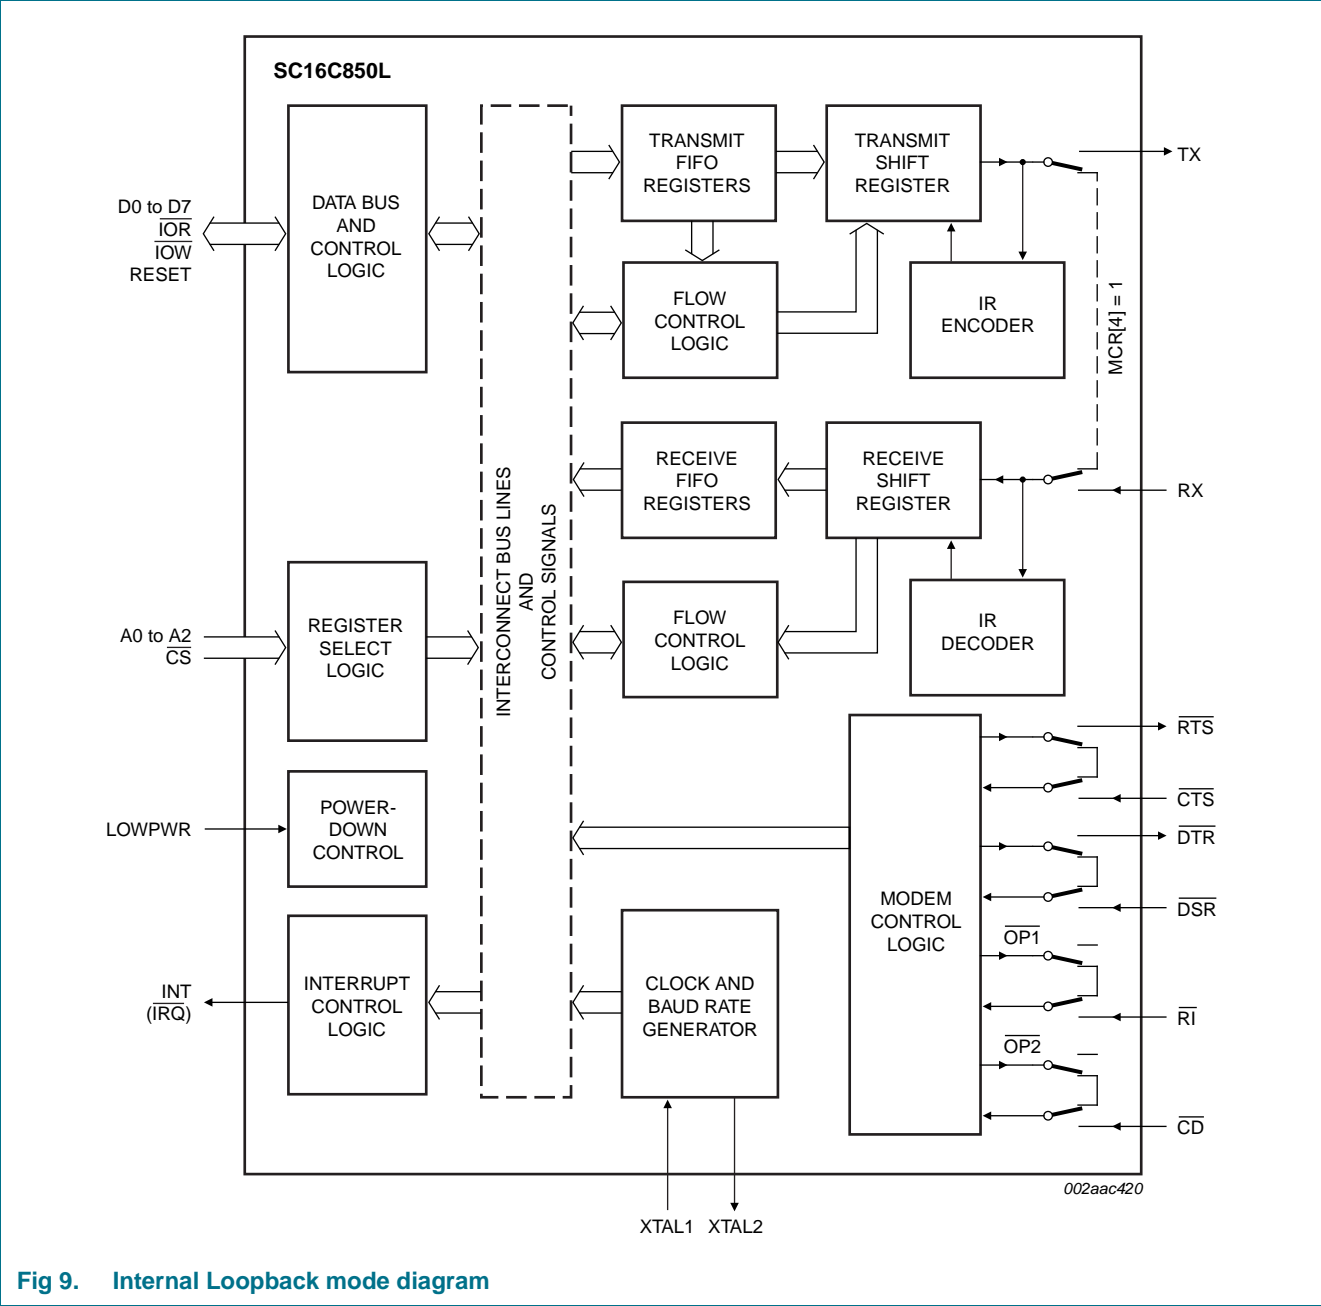 SC16C850L
D0 to D7
IOR
IOW
RESET
DATA BUS
AND
CONTROL
LOGIC
TRANSMIT
FIFO
REGISTERS
TRANSMIT
SHIFT
REGISTER
TX
FLOW
CONTROL
LOGIC
IR
ENCODER
MCR[4] = 1
INTERCONNECT BUS LINES
AND
CONTROL SIGNALS
RECEIVE
FIFO
REGISTERS
RECEIVE
SHIFT
REGISTER
RX
A0 to A2
CS
REGISTER
SELECT
LOGIC
FLOW
CONTROL
LOGIC
IR
DECODER
LOWPWR
POWER-
DOWN
CONTROL
MODEM
CONTROL
LOGIC
RTS
CTS
DTR
DSR
OP1
RI
OP2
CD
INT
(IRQ)
INTERRUPT
CONTROL
LOGIC
CLOCK AND
BAUD RATE
GENERATOR
XTAL1 XTAL2
002aac420
Fig 9. Internal Loopback mode diagram